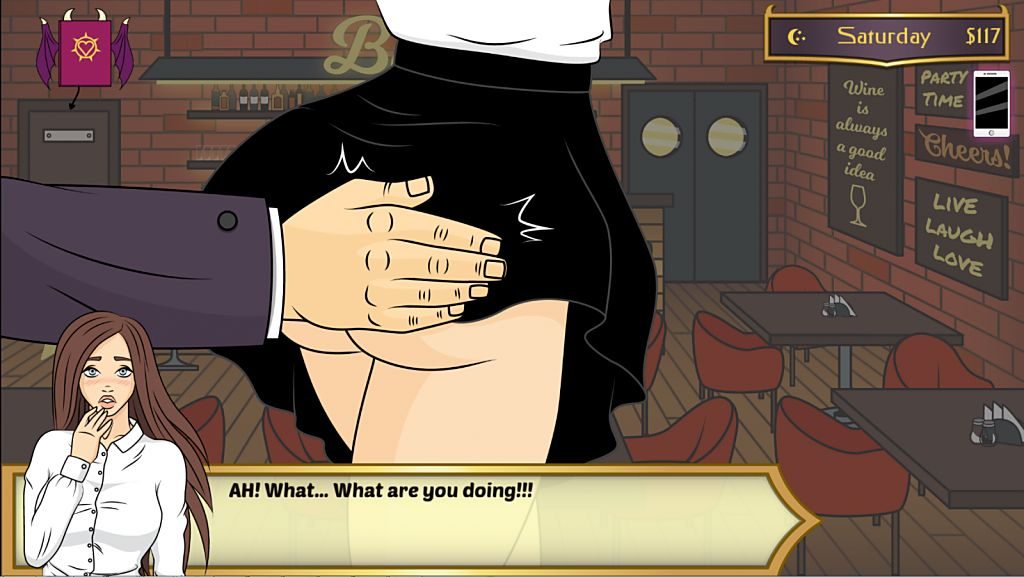 B
Saturday $117
Wine
is
always
a good
idea
PARTY
TIME
Cheers!
LIVE
LAUGH
LOVE
AH! What... What are you doing!!!